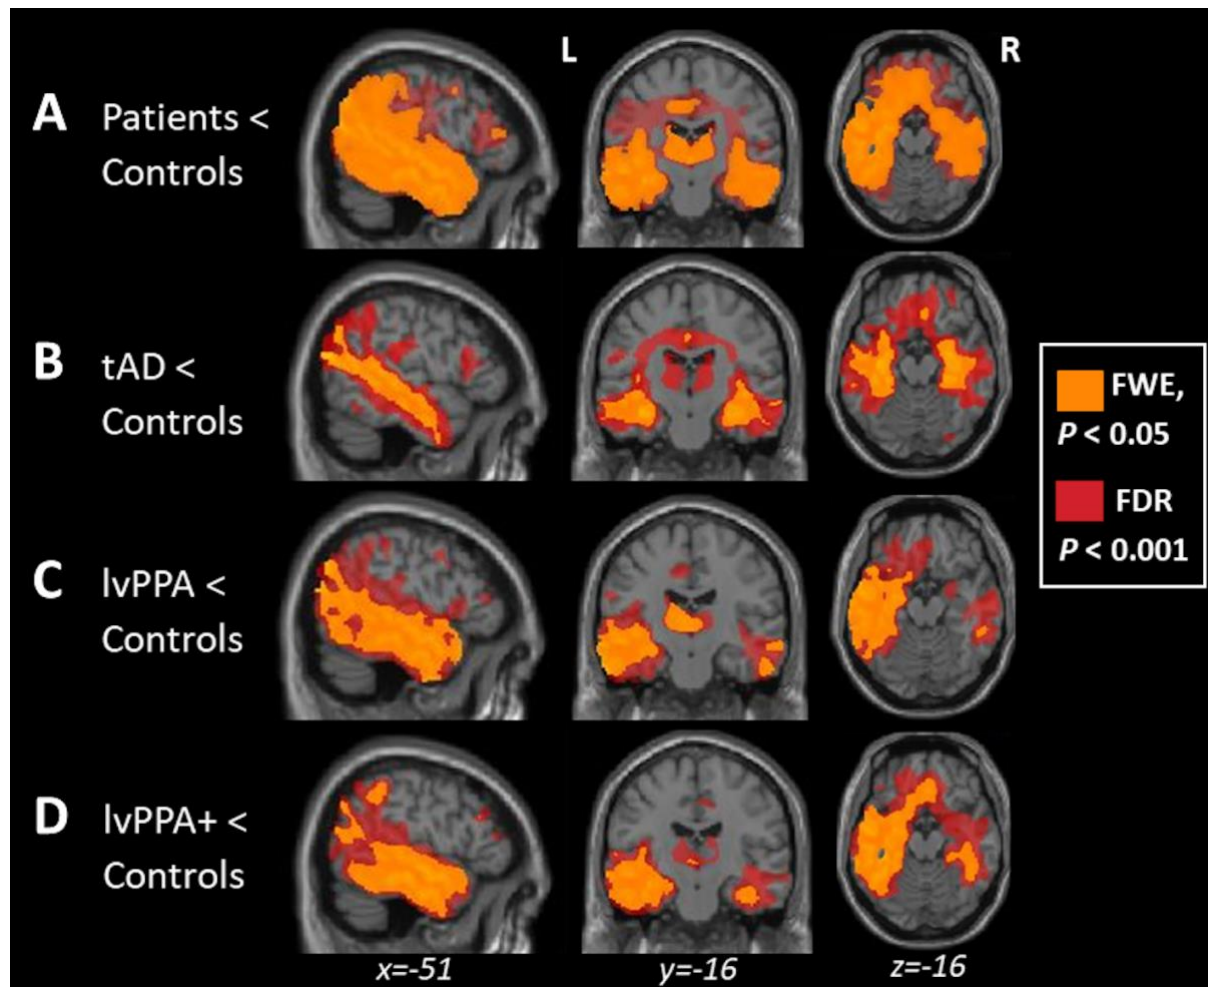 L
R
A Patients <
Controls
B tAD <
Controls
FWE,
P < 0.05
FDR
P < 0.001
C lvPPA <
Controls
D lvPPA+ <
Controls
x=-51
y=-16
z=-16